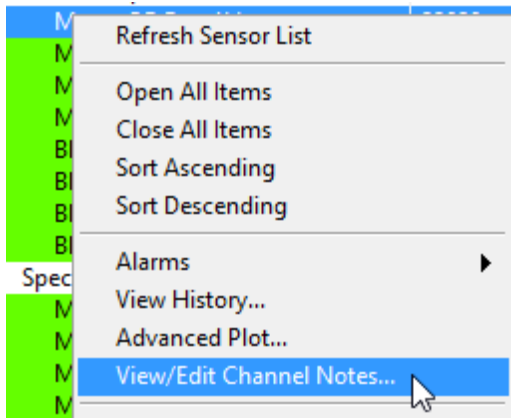 Refresh Sensor List
Open All Items
Close All Items
Sort Ascending
Sort Descending
Spec
Alarms
View History...
Advanced Plot...
View/Edit Channel Notes...